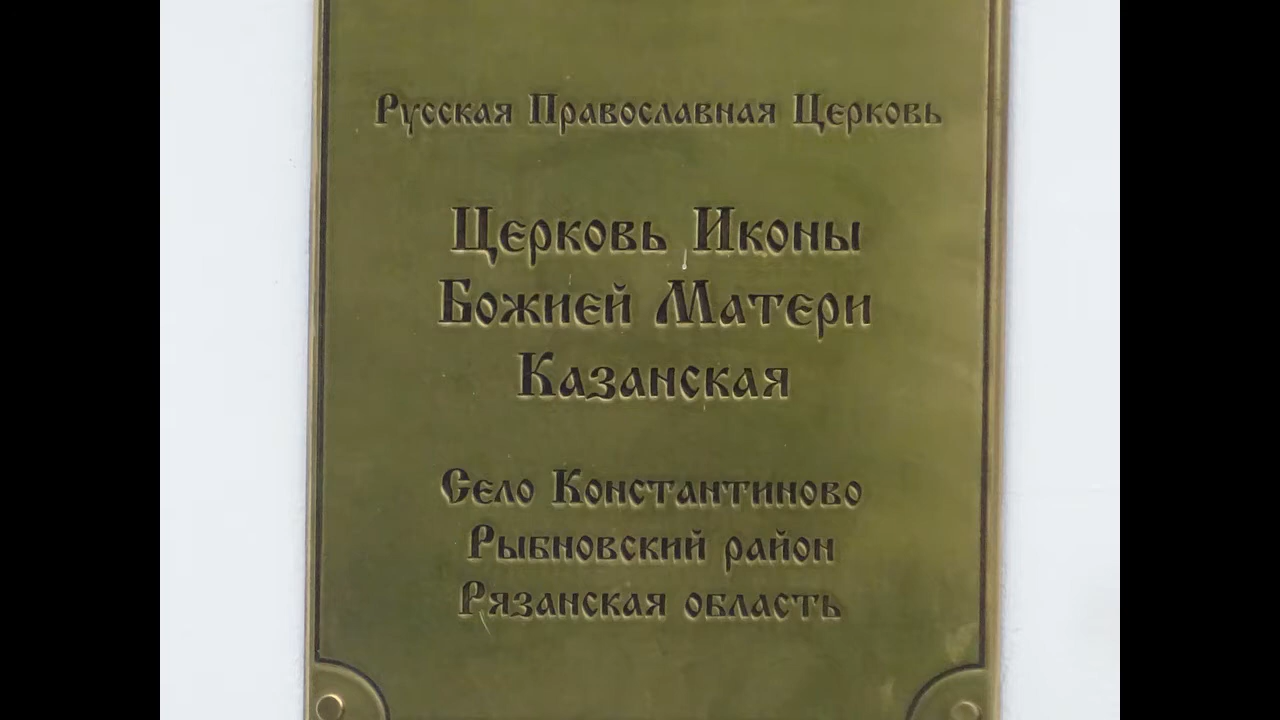 Русская Православная Церковь
Церковь Иконы
Божией Матери
Казанская
Село Константиново
Рыбновский район
Рязанская область